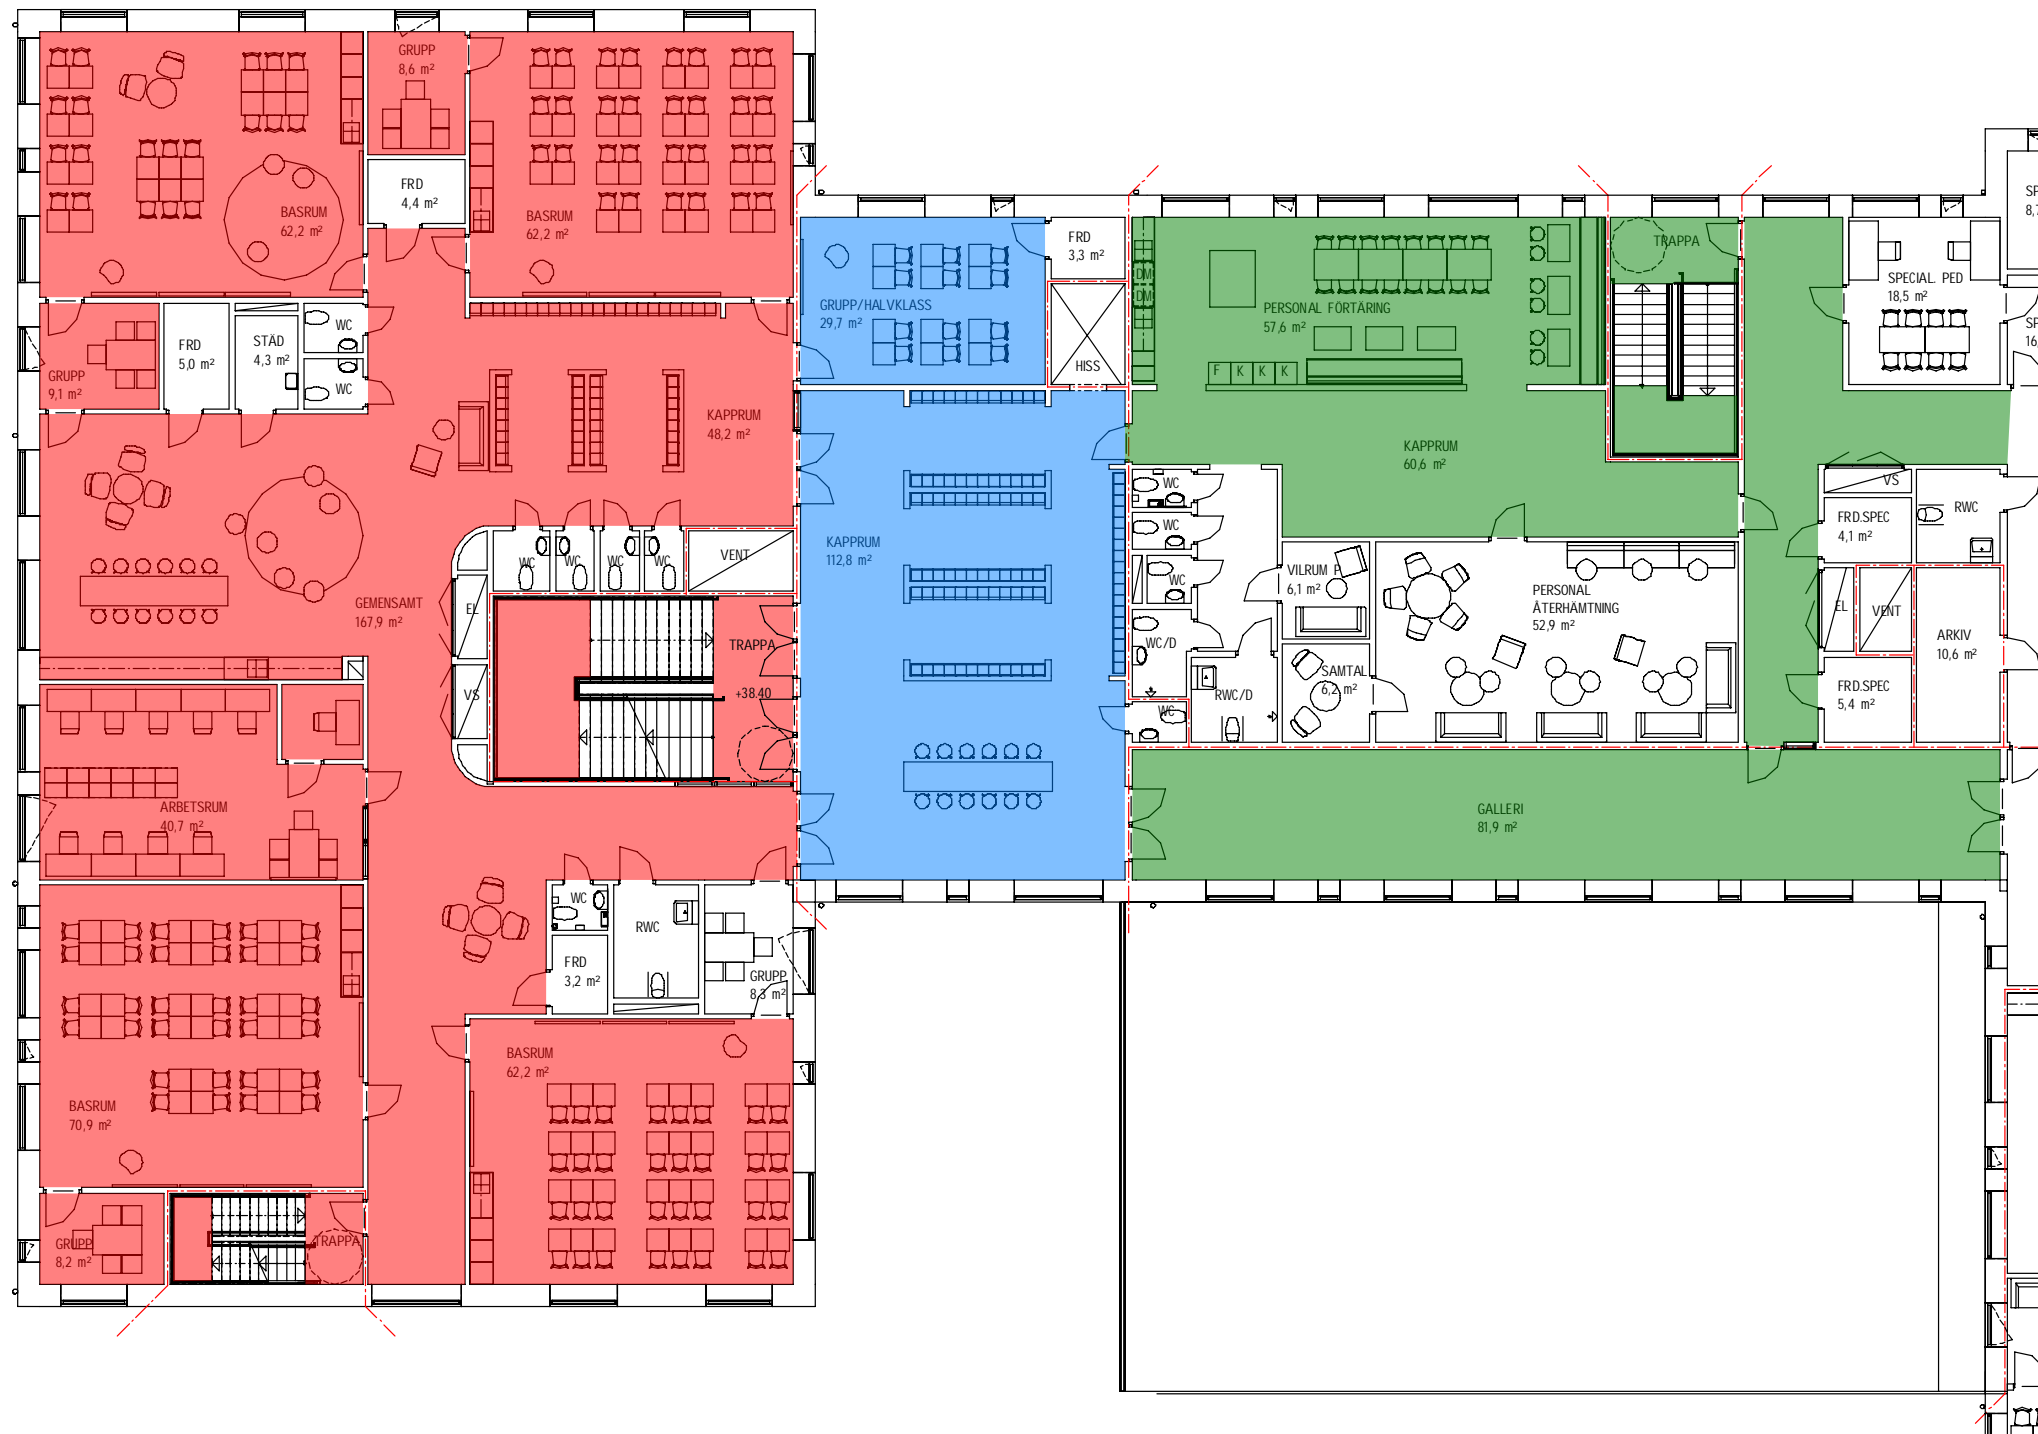 GRUPP
8,6 m²
FRD
4,4 m²
BASRUM
62,2 m²
BASRUM
62,2 m²
GRUPP
9,1 m²
FRD
5,0 m²
STÄD
4,3 m²
WC
WC
KAPPRUM
48,2 m²
GEMENSAMT
167,9 m²
WC
WC
WC
WC
VENT
EL
VS
TRAPPA
+38.40
ARBETSRUM
40,7 m²
BASRUM
70,9 m²
GRUPP
8,2 m²
TRAPPA
WC
RWC
FRD
3,2 m²
GRUPP
8,3 m²
BASRUM
62,2 m²
GRUPP/HALVKLASS
29,7 m²
FRD
3,3 m²
HISS
KAPPRUM
112,8 m²
DM
DM
PERSONAL FÖRTÄRING
57,6 m²
F K K K
TRAPPA
KAPPRUM
60,6 m²
WC
WC
WC
WC/D
RWC/D
WC
VILRUM P
6,1 m²
SAMTAL
6,2 m²
PERSONAL
ÅTERHÄMTNING
52,9 m²
GALLERI
81,9 m²
SPECIAL. PED
18,5 m²
VS
FRD.SPEC
4,1 m²
RWC
EL
VENT
ARKIV
10,6 m²
FRD.SPEC
5,4 m²
SP
8,7
SP
16,